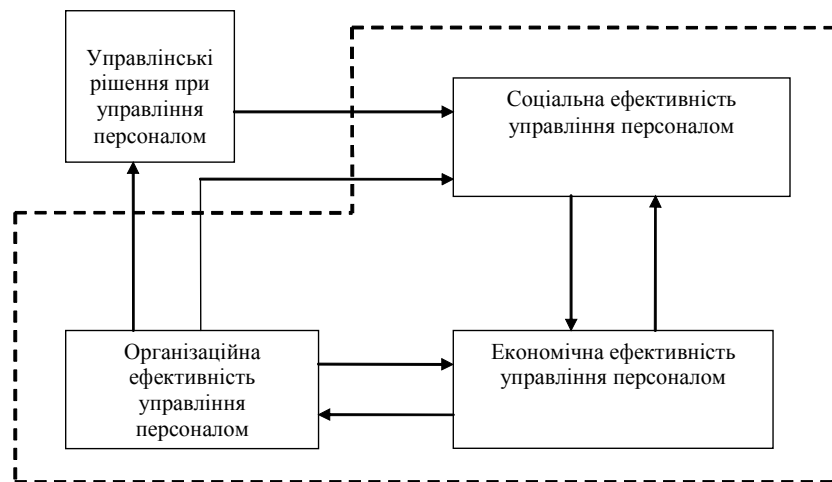 Управлінські
рішення при
управління
персоналом
Соціальна ефективність
управління персоналом
Організаційна
ефективність
управління
персоналом
Економічна ефективність
управління персоналом